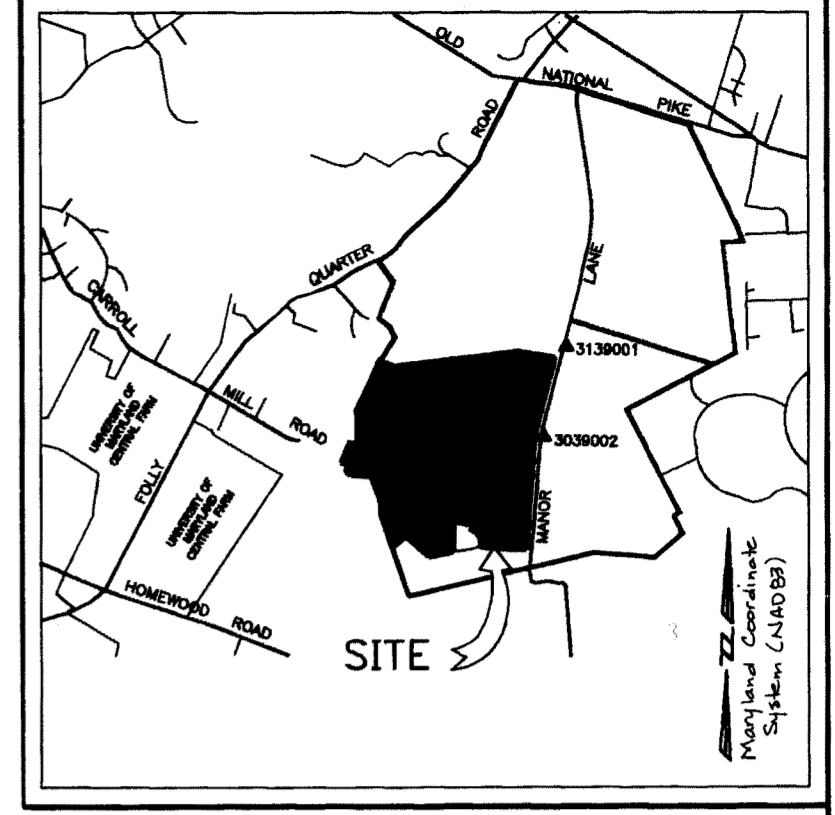 OLD
NATIONAL
PIKE
ROAD
QUARTER
LANE
CARROLL
3139001
MILL
ROAD
UNIVERSITY OF
MARYLAND
CENTRAL FARM
3039002
FOLLY
UNIVERSITY OF
MARYLAND
CENTRAL FARM
MANOR
HOMEWOOD
ROAD
SITE
Maryland Coordinate
System (NAD83)